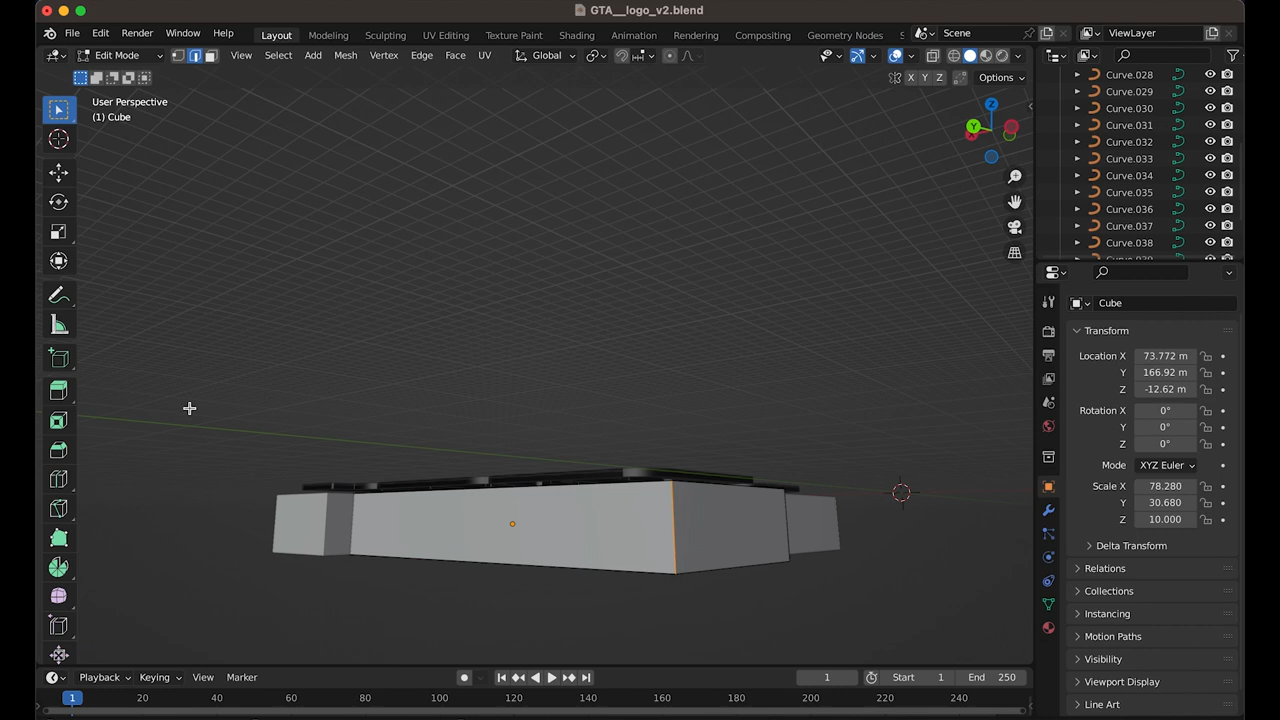 GTA__logo_v2.blend
File Edit Render Window Help Layout Modeling Sculpting UV Editing Texture Paint Shading Animation Compositing Geometry Nodes Scene ViewLayer
Edit Mode View Select Add Mesh Vertex Edge Face UV Global
X Y Z Options
User Perspective
(1) Cube
Z
Y
X
Curve.028
Curve.029
Curve.030
Curve.031
Curve.032
Curve.033
Curve.034
Curve.035
Curve.036
Curve.037
Curve.038
Cube
Transform
Location X 73.772 m
Y 166.92 m
Z -12.62 m
Rotation X 0°
Y 0°
Z 0°
Mode XYZ Euler
Scale X 78.280
Y 30.680
Z 10.000
Delta Transform
Relations
Collections
Instancing
Motion Paths
Visibility
Viewport Display
Line Art
Playback Keying View Marker 1 Start 1 End 250
1 20 40 60 80 100 120 140 160 180 200 220 240